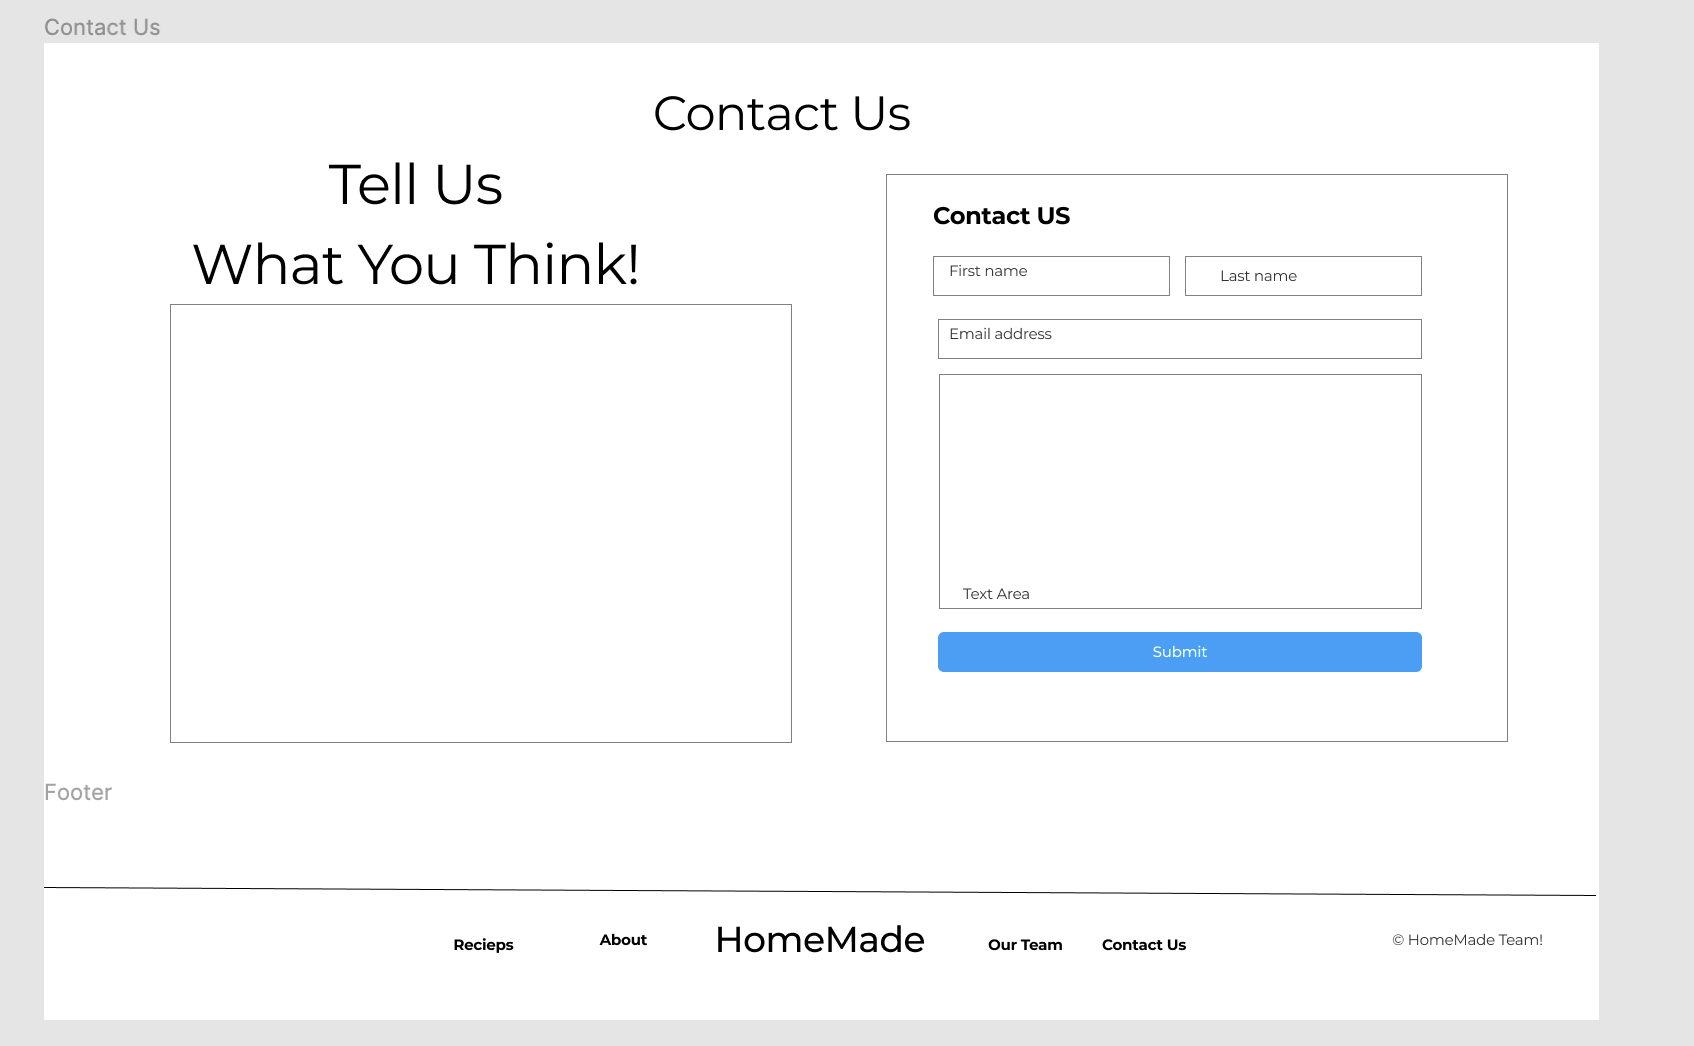 Contact Us
Contact Us
Tell Us
What You Think!
Contact US
First name
Last name
Email address
Text Area
Submit
Footer
Recieps
About
HomeMade
Our Team
Contact Us
© HomeMade Team!